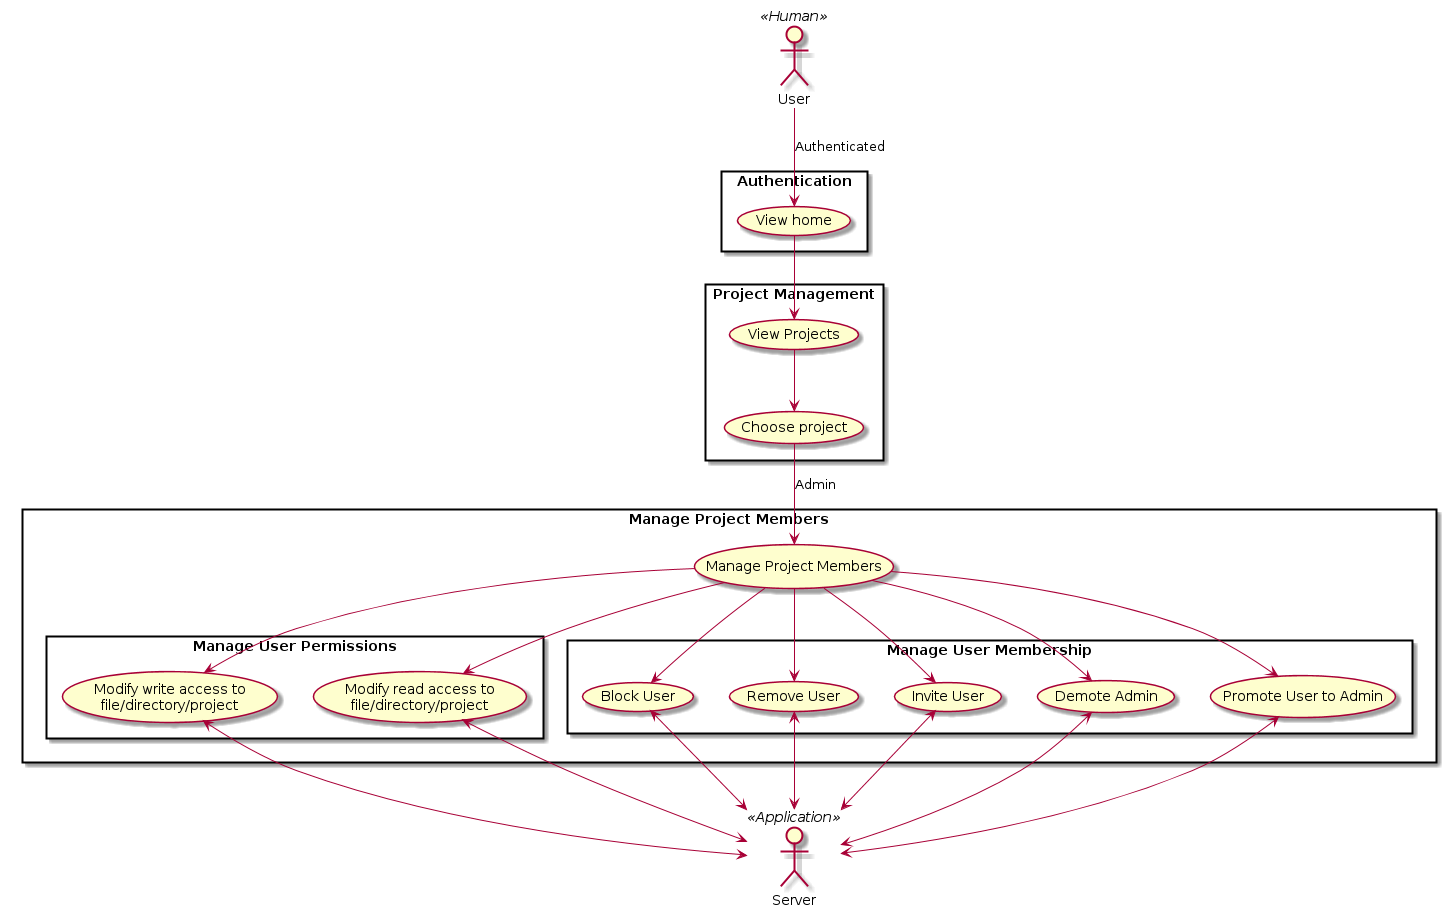 «Human»
User
Authenticated
Authentication
View home
Project Management
View Projects
Choose project
Admin
Manage Project Members
Manage Project Members
Manage User Permissions
Modify write access to
file/directory/project
Modify read access to
file/directory/project
Manage User Membership
Block User
Remove User
Invite User
Demote Admin
Promote User to Admin
«Application»
Server